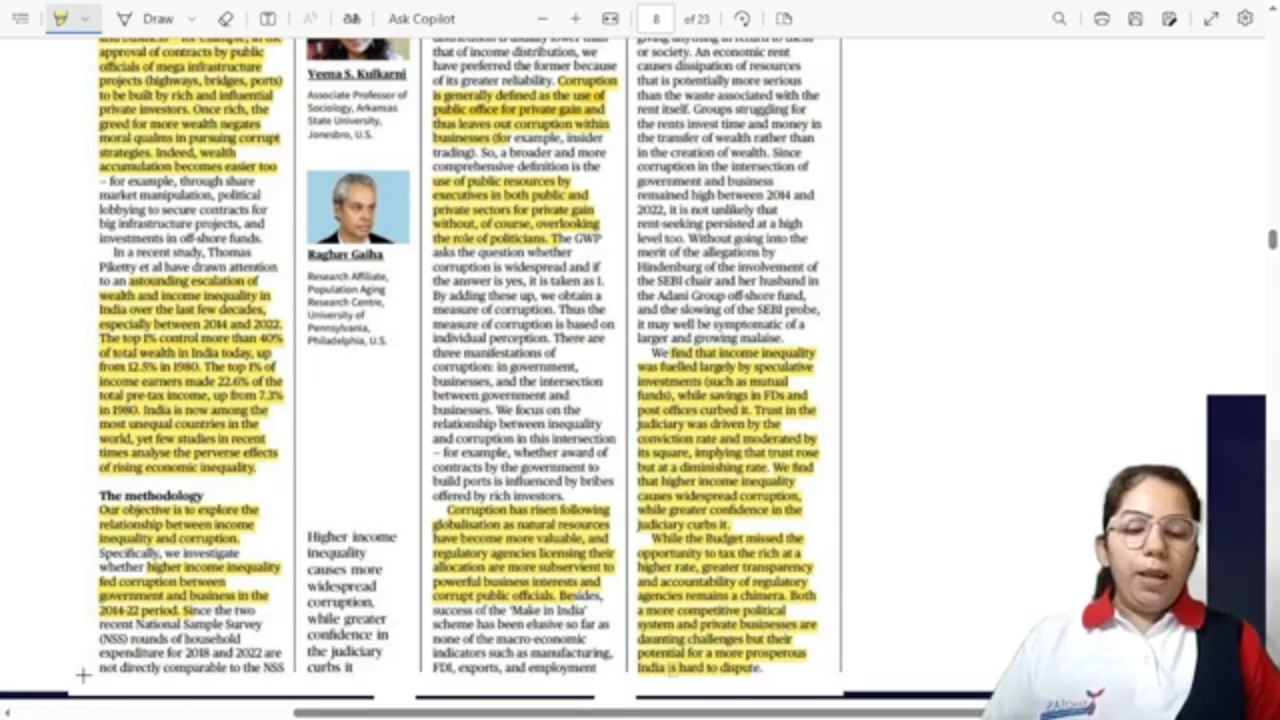 Draw
Ask Copilot
8
of 23
and business – for example, in the
approval of contracts by public
officials of mega infrastructure
projects (highways, bridges, ports)
to be built by rich and influential
private investors. Once rich, the
greed for more wealth negates
moral qualms in pursuing corrupt
strategies. Indeed, wealth
accumulation becomes easier too
– for example, through share
market manipulation, political
lobbying to secure contracts for
big infrastructure projects, and
investments in off-shore funds.
In a recent study, Thomas
Piketty et al have drawn attention
to an astounding escalation of
wealth and income inequality in
India over the last few decades,
especially between 2014 and 2022.
The top 1% control more than 40%
of total wealth in India today, up
from 12.5% in 1980. The top 1% of
income earners made 22.6% of the
total pre-tax income, up from 7.3%
in 1980. India is now among the
most unequal countries in the
world, yet few studies in recent
times analyse the perverse effects
of rising economic inequality.
The methodology
Our objective is to explore the
relationship between income
inequality and corruption.
Specifically, we investigate
whether higher income inequality
fed corruption between
government and business in the
2014-22 period. Since the two
recent National Sample Survey
(NSS) rounds of household
expenditure for 2018 and 2022 are
not directly comparable to the NSS
Veena S. Kulkarni
Associate Professor of
Sociology, Arkansas
State University,
Jonesbro, U.S.
Raghav Gaiha
Research Affiliate,
Population Aging
Research Centre,
University of
Pennsylvania,
Philadelphia, U.S.
Higher income
inequality
causes more
widespread
corruption,
while greater
confidence in
the judiciary
curbs it
distribution is usually lower than
that of income distribution, we
have preferred the former because
of its greater reliability. Corruption
is generally defined as the use of
public office for private gain and
thus leaves out corruption within
businesses (for example, insider
trading). So, a broader and more
comprehensive definition is the
use of public resources by
executives in both public and
private sectors for private gain
without, of course, overlooking
the role of politicians. The GWP
asks the question whether
corruption is widespread and if
the answer is yes, it is taken as 1.
By adding these up, we obtain a
measure of corruption. Thus the
measure of corruption is based on
individual perception. There are
three manifestations of
corruption: in government,
businesses, and the intersection
between government and
businesses. We focus on the
relationship between inequality
and corruption in this intersection
– for example, whether award of
contracts by the government to
build ports is influenced by bribes
offered by rich investors.
Corruption has risen following
globalisation as natural resources
have become more valuable, and
regulatory agencies licensing their
allocation are more subservient to
powerful business interests and
corrupt public officials. Besides,
success of the 'Make in India'
scheme has been elusive so far as
none of the macro-economic
indicators such as manufacturing,
FDI, exports, and employment
giving anything in return to them
or society. An economic rent
causes dissipation of resources
that is potentially more serious
than the waste associated with the
rent itself. Groups struggling for
the rents invest time and money in
the transfer of wealth rather than
in the creation of wealth. Since
corruption in the intersection of
government and business
remained high between 2014 and
2022, it is not unlikely that
rent-seeking persisted at a high
level too. Without going into the
merit of the allegations by
Hindenburg of the involvement of
the SEBI chair and her husband in
the Adani Group off-shore fund,
and the slowing of the SEBI probe,
it may well be symptomatic of a
larger and growing malaise.
We find that income inequality
was fuelled largely by speculative
investments (such as mutual
funds), while savings in FDs and
post offices curbed it. Trust in the
judiciary was driven by the
conviction rate and moderated by
its square, implying that trust rose
but at a diminishing rate. We find
that higher income inequality
causes widespread corruption,
while greater confidence in the
judiciary curbs it.
While the Budget missed the
opportunity to tax the rich at a
higher rate, greater transparency
and accountability of regulatory
agencies remains a chimera. Both
a more competitive political
system and private businesses are
daunting challenges but their
potential for a more prosperous
India is hard to dispute.